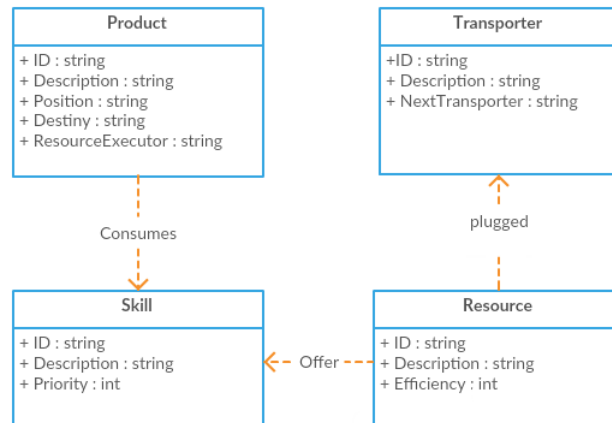 Product
+ ID : string
+ Description : string
+ Position : string
+ Destiny : string
+ ResourceExecutor : string
Transporter
+ID : string
+ Description : string
+ NextTransporter : string
Consumes
plugged
Skill
+ ID : string
+ Description : string
+ Priority : int
Offer
Resource
+ ID : string
+ Description : string
+ Efficiency : int